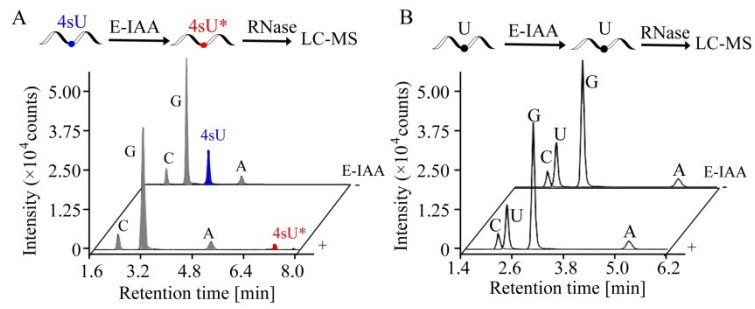 A
4sU E-IAA 4sU* RNase LC-MS
Intensity (×10⁴counts)
5.00
3.75
2.50
1.25
0
G
C
4sU
A
E-IAA
-
G
C
A
4sU*
+
1.6 3.2 4.8 6.4 8.0
Retention time [min]
B
U E-IAA U RNase LC-MS
Intensity (×10⁴counts)
5.00
3.75
2.50
1.25
0
G
C U
A
E-IAA
-
G
C U
A
+
1.4 2.6 3.8 5.0 6.2
Retention time [min]